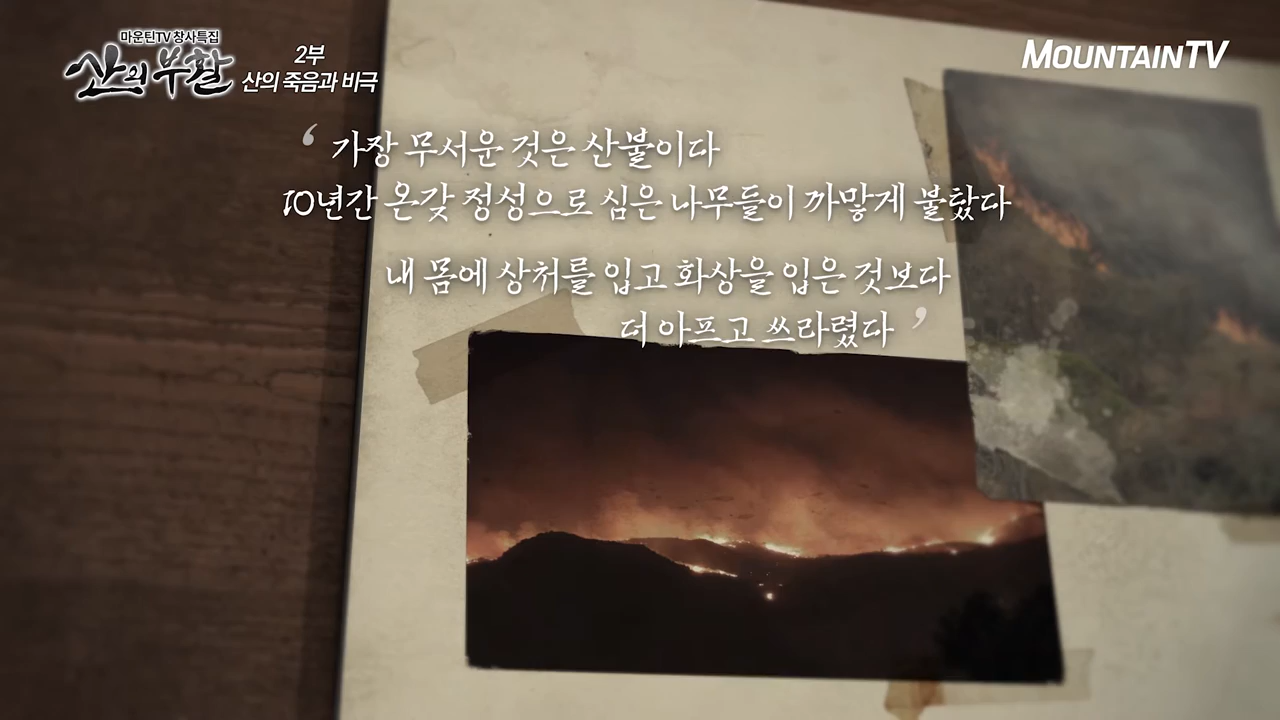 마운틴TV 창사특집
산의 부활
2부
산의 죽음과 비극
MOUNTAINTV
‘ 가장 무서운 것은 산불이다
10년간 온갖 정성으로 심은 나무들이 까맣게 불탔다
내 몸에 상처를 입고 화상을 입은 것보다
더 아프고 쓰라렸다 ’